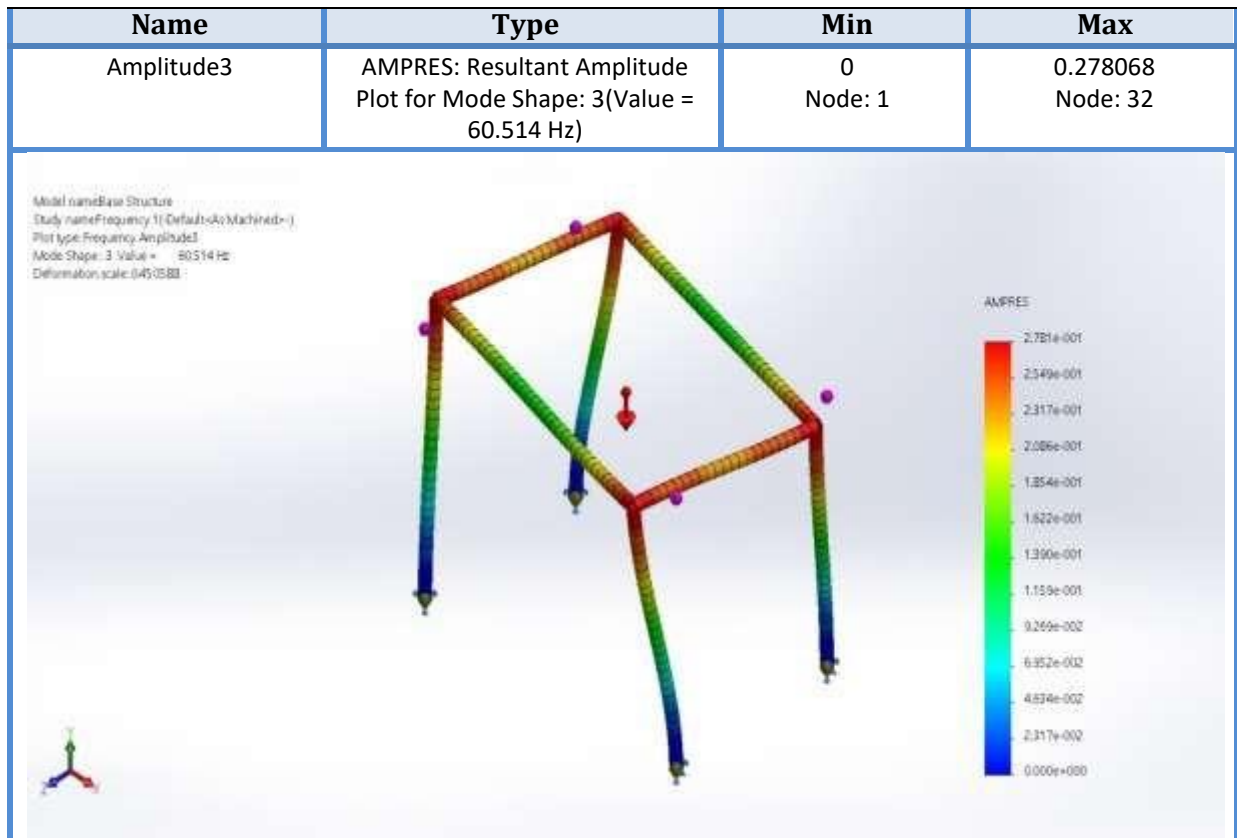 Name Type Min Max
Amplitude3 AMPRES: Resultant Amplitude 0 0.278068
Plot for Mode Shape: 3(Value = Node: 1 Node: 32
60.514 Hz)
Model nameBase Structure
Study nameFrequency 1(-Default<As Machined>-)
Plot type: Frequency Amplitude3
Mode Shape : 3 Value = 60.514 Hz
Deformation scale:
AMPRES
2.781e-001
2.549e-001
2.317e-001
2.086e-001
1.854e-001
1.622e-001
1.390e-001
1.159e-001
9.269e-002
6.952e-002
4.634e-002
2.317e-002
0.000e+000